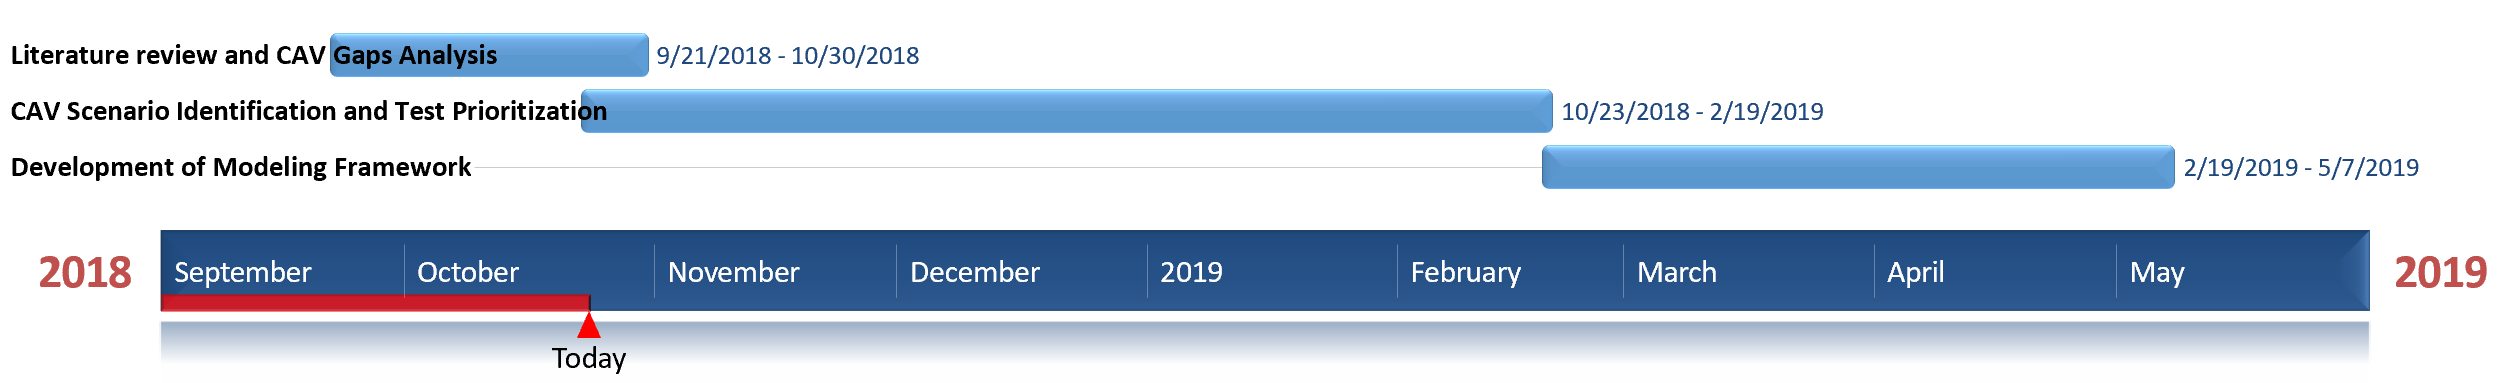 Literature review and CAV Gaps Analysis 9/21/2018 - 10/30/2018
CAV Scenario Identification and Test Prioritization 10/23/2018 - 2/19/2019
Development of Modeling Framework 2/19/2019 - 5/7/2019
2018 September October November December 2019 February March April May 2019
Today